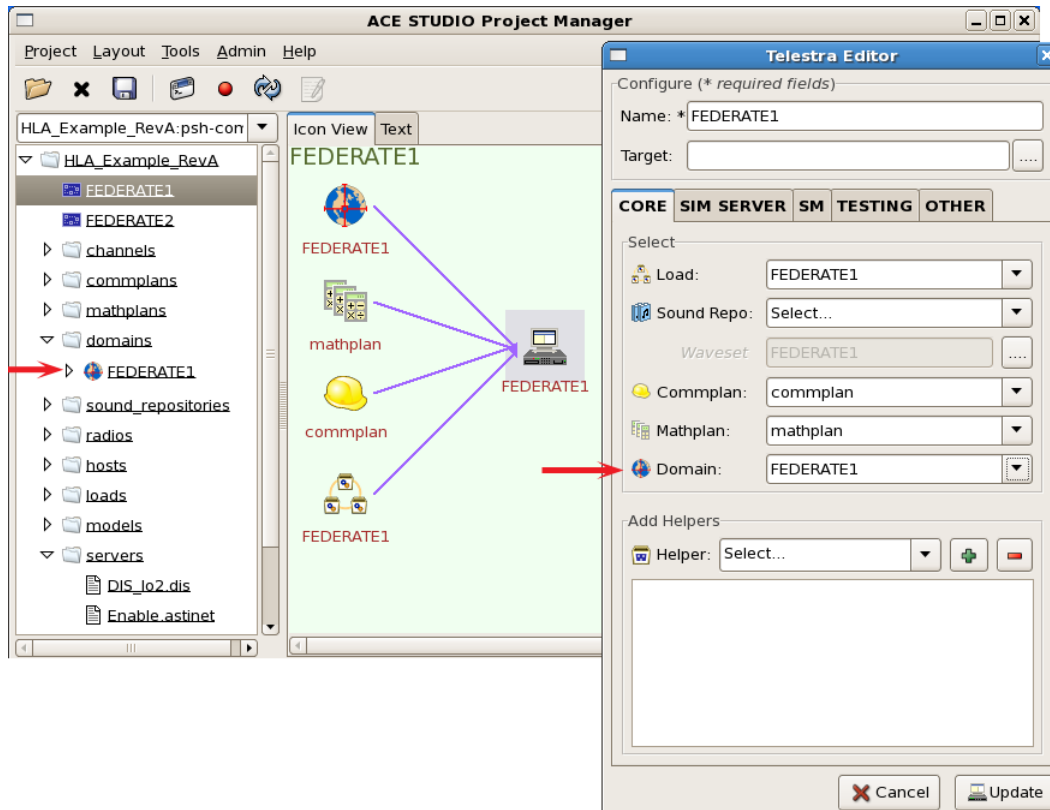 ACE STUDIO Project Manager
Project Layout Tools Admin Help
HLA_Example_RevA:psh-com
HLA_Example_RevA
FEDERATE1
FEDERATE2
channels
commplans
mathplans
domains
FEDERATE1
sound_repositories
radios
hosts
loads
models
servers
DIS_Io2.dis
Enable.astinet
Icon View Text
FEDERATE1
FEDERATE1
mathplan
commplan
FEDERATE1
FEDERATE1
Telestra Editor
Configure (* required fields)
Name: * FEDERATE1
Target: ....
CORE SIM SERVER SM TESTING OTHER
Select
Load: FEDERATE1
Sound Repo: Select...
Waveset FEDERATE1 ....
Commplan: commplan
Mathplan: mathplan
Domain: FEDERATE1
Add Helpers
Helper: Select...
Cancel Update